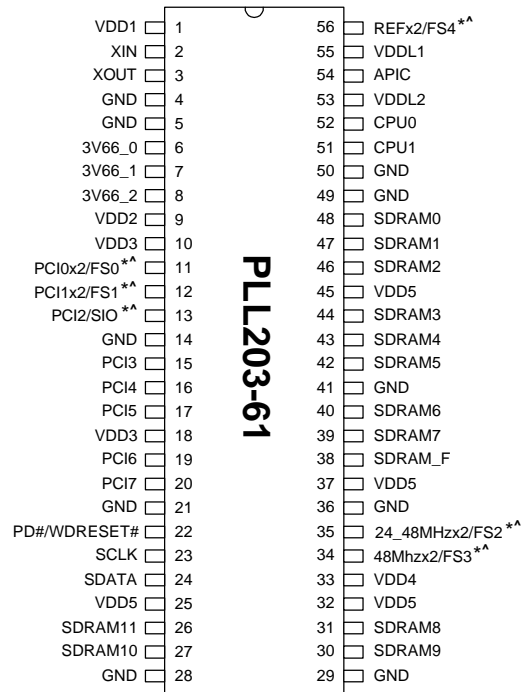 VDD1 1 56 REFx2/FS4*^
XIN 2 55 VDDL1
XOUT 3 54 APIC
GND 4 53 VDDL2
GND 5 52 CPU0
3V66_0 6 51 CPU1
3V66_1 7 50 GND
3V66_2 8 49 GND
VDD2 9 48 SDRAM0
VDD3 10 47 SDRAM1
PCI0x2/FS0*^ 11 46 SDRAM2
PCI1x2/FS1*^ 12 45 VDD5
PCI2/SIO*^ 13 44 SDRAM3
GND 14 43 SDRAM4
PCI3 15 42 SDRAM5
PCI4 16 41 GND
PCI5 17 40 SDRAM6
VDD3 18 39 SDRAM7
PCI6 19 38 SDRAM_F
PCI7 20 37 VDD5
GND 21 36 GND
PD#/WDRESET# 22 35 24_48MHzx2/FS2*^
SCLK 23 34 48Mhzx2/FS3*^
SDATA 24 33 VDD4
VDD5 25 32 VDD5
SDRAM11 26 31 SDRAM8
SDRAM10 27 30 SDRAM9
GND 28 29 GND
PLL203-61